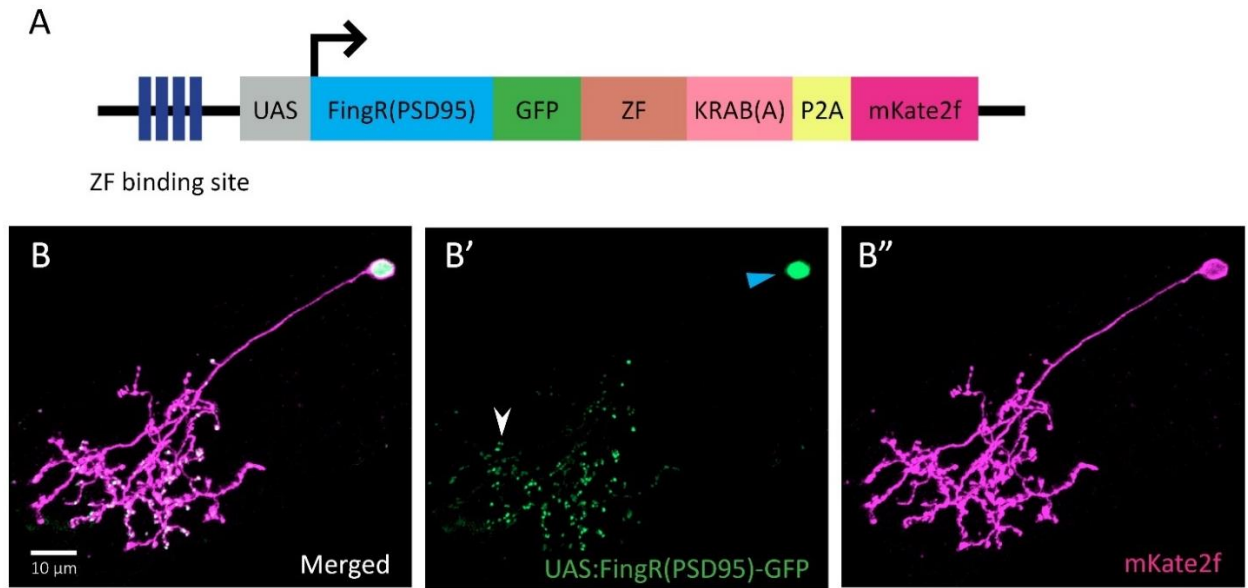 A
UAS FingR(PSD95) GFP ZF KRAB(A) P2A mKate2f
ZF binding site
B B' B"
10 µm Merged UAS:FingR(PSD95)-GFP mKate2f